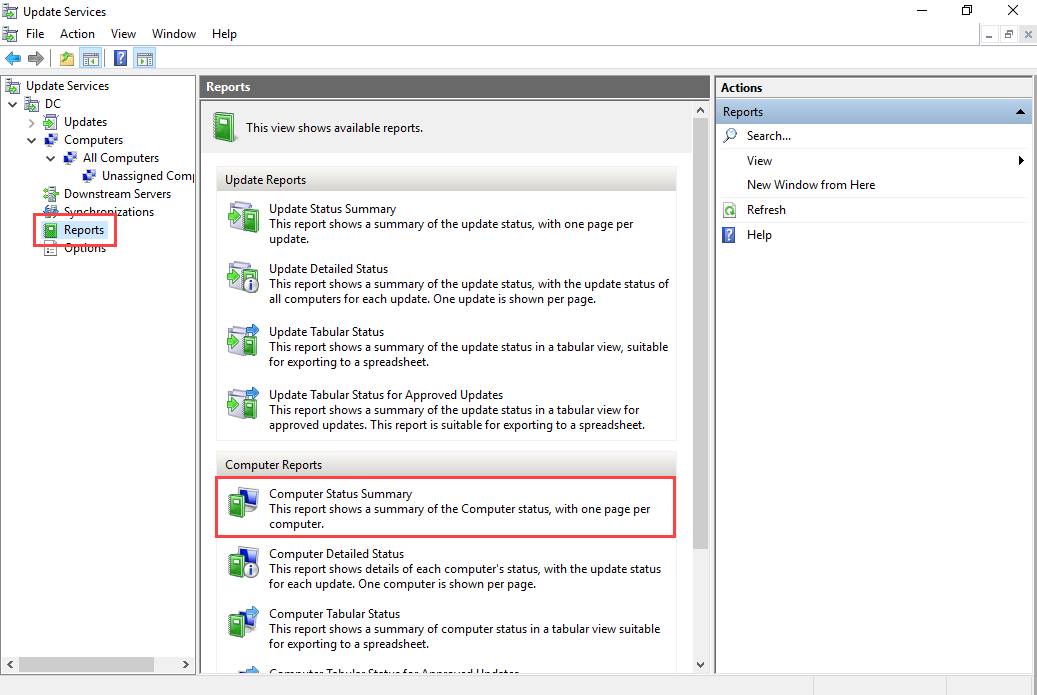 Update Services
File Action View Window Help
Update Services
DC
Updates
Computers
All Computers
Unassigned Comp
Downstream Servers
Synchronizations
Reports
Options
Reports
This view shows available reports.
Update Reports
Update Status Summary
This report shows a summary of the update status, with one page per
update.
Update Detailed Status
This report shows a summary of the update status, with the update status of
all computers for each update. One update is shown per page.
Update Tabular Status
This report shows a summary of the update status in a tabular view, suitable
for exporting to a spreadsheet.
Update Tabular Status for Approved Updates
This report shows a summary of the update status in a tabular view for
approved updates. This report is suitable for exporting to a spreadsheet.
Computer Reports
Computer Status Summary
This report shows a summary of the Computer status, with one page per
computer.
Computer Detailed Status
This report shows details of each computer's status, with the update status
for each update. One computer is shown per page.
Computer Tabular Status
This report shows a summary of computer status in a tabular view suitable
for exporting to a spreadsheet.
Computer Tabular Status for Approved Updates
Actions
Reports
Search...
View
New Window from Here
Refresh
Help